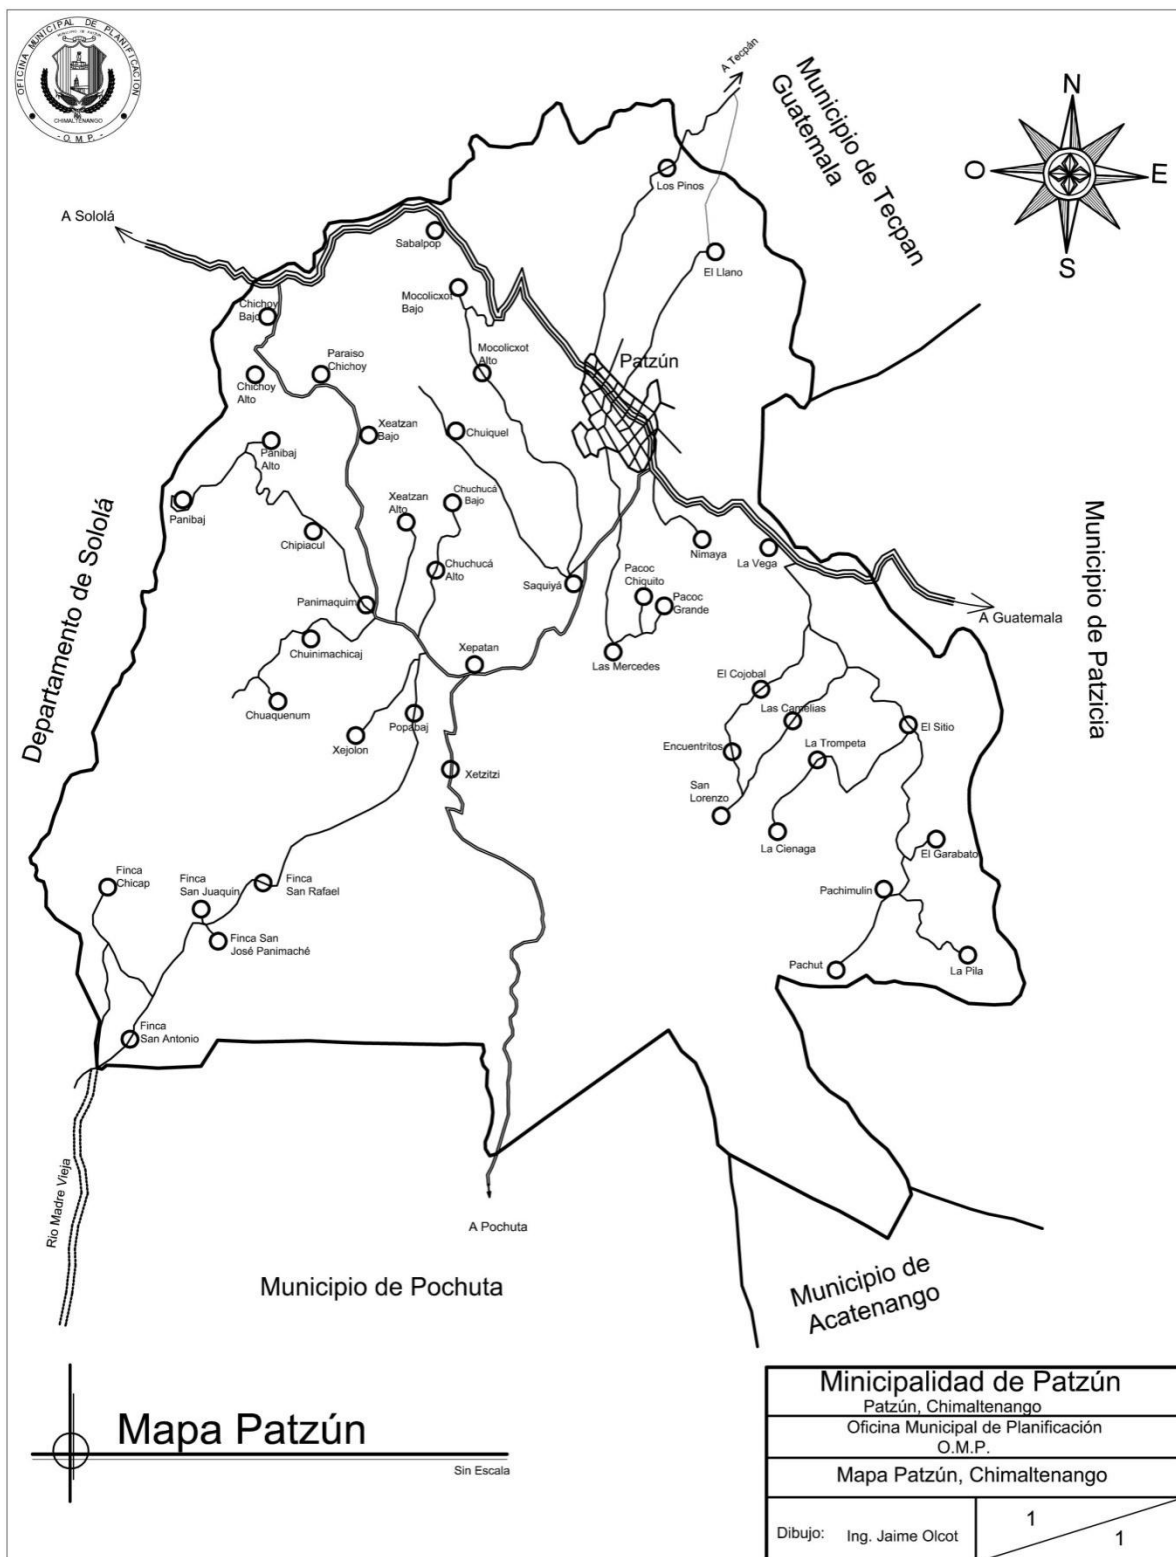 OFICINA MUNICIPAL DE PLANIFICACION
MUNICIPIO DE PATZUN
CHIMALTENANGO
- O.M.P. -
A Tecpán
Municipio de Tecpan
Guatemala
N
O
E
S
A Sololá
Los Pinos
Sabalpop
El Llano
Mocolicxot
Bajo
Chichoy
Bajo
Paraiso
Chichoy
Mocolicxot
Alto
Patzún
Chichoy
Alto
Xeatzan
Bajo
Chuiquel
Panibaj
Alto
Xeatzan
Alto
Chuchucá
Bajo
Panibaj
Chipiacul
Departamento de Sololá
Nimaya
La Vega
Municipio de Patzicia
Chuchucá
Alto
Saquiyá
Pacoc
Chiquito
Pacoc
Grande
Panimaquim
A Guatemala
Chuinimachicaj
Xepatan
Las Mercedes
El Cojobal
Chuaquenum
Las Camelias
Popabaj
El Sitio
Xejolon
Encuentritos
La Trompeta
Xetzitzi
San
Lorenzo
La Cienaga
El Garabato
Finca
Chicap
Finca
San Juaquin
Finca
San Rafael
Pachimulin
Finca San
José Panimaché
Pachut
La Pila
Finca
San Antonio
Rio Madre Vieja
A Pochuta
Municipio de Pochuta
Municipio de
Acatenango
Mapa Patzún
Sin Escala
Minicipalidad de Patzún
Patzún, Chimaltenango
Oficina Municipal de Planificación
O.M.P.
Mapa Patzún, Chimaltenango
Dibujo: Ing. Jaime Olcot
1
1